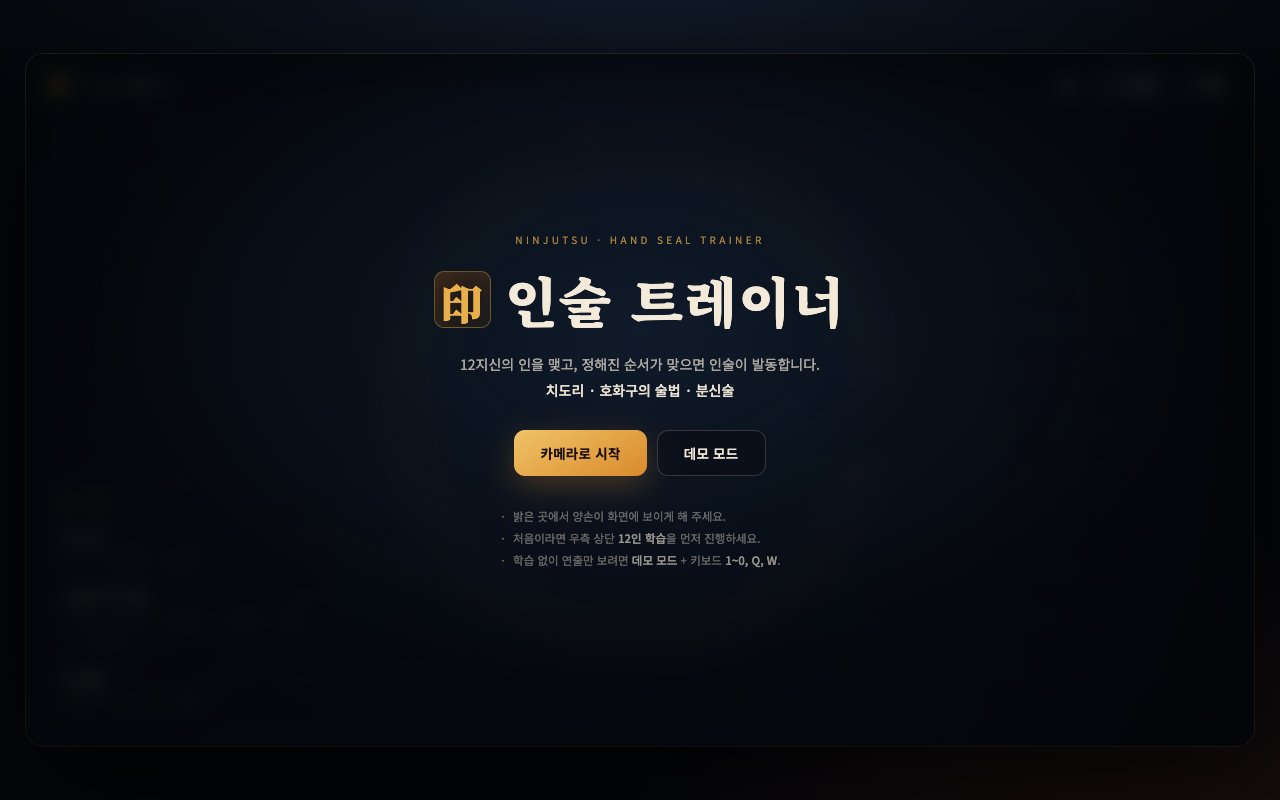 NINJUTSU · HAND SEAL TRAINER
印 인술 트레이너
12지신의 인을 맺고, 정해진 순서가 맞으면 인술이 발동합니다.
치도리 · 호화구의 술법 · 분신술
카메라로 시작 데모 모드
· 밝은 곳에서 양손이 화면에 보이게 해 주세요.
· 처음이라면 우측 상단 12인 학습을 먼저 진행하세요.
· 학습 없이 연출만 보려면 데모 모드 + 키보드 1~0, Q, W.